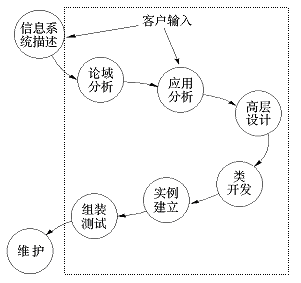 客户输入
信息系
统描述
论域
分析
应用
分析
高层
设计
类
开发
实例
建立
组装
测试
维护